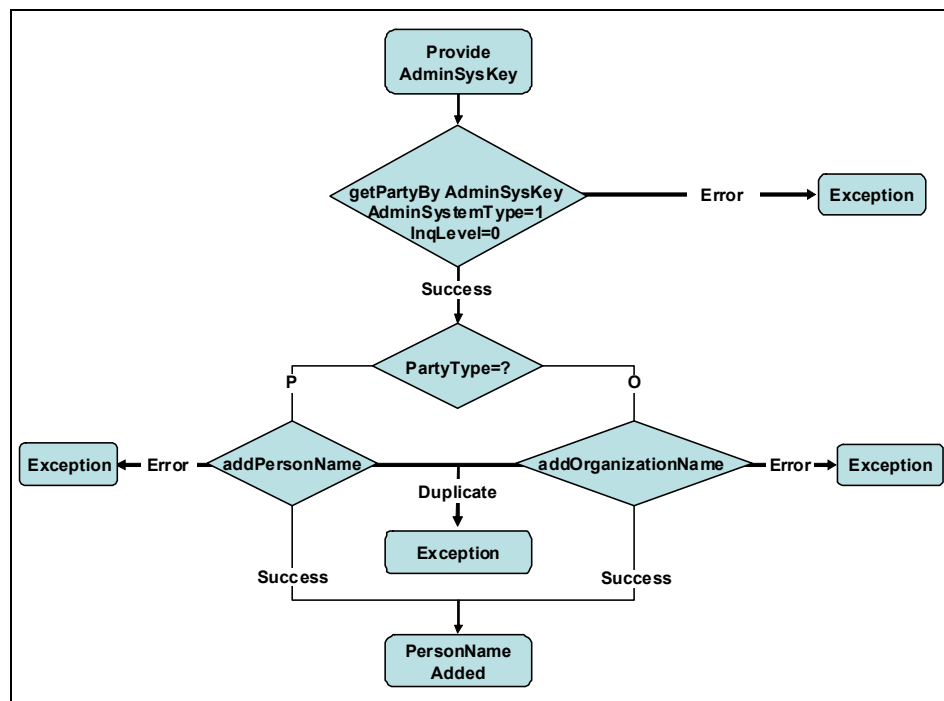 Provide
AdminSysKey
getPartyBy AdminSysKey
AdminSystemType=1
InqLevel=0
Error
Exception
Success
PartyType=?
P
O
Exception
Error
addPersonName
addOrganizationName
Error
Exception
Duplicate
Exception
Success
Success
PersonName
Added